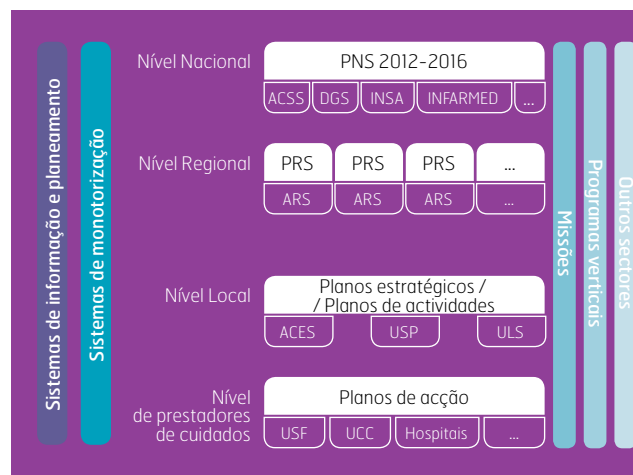 Sistemas de informação e planeamento
Sistemas de monotorização
Nível Nacional
PNS 2012-2016
ACSS DGS INSA INFARMED ...
Nível Regional
PRS PRS PRS ...
ARS ARS ARS ...
Nível Local
Planos estratégicos /
/ Planos de actividades
ACES USP ULS
Nível
de prestadores
de cuidados
Planos de acção
USF UCC Hospitais ...
Missões
Programas verticais
Outros sectores